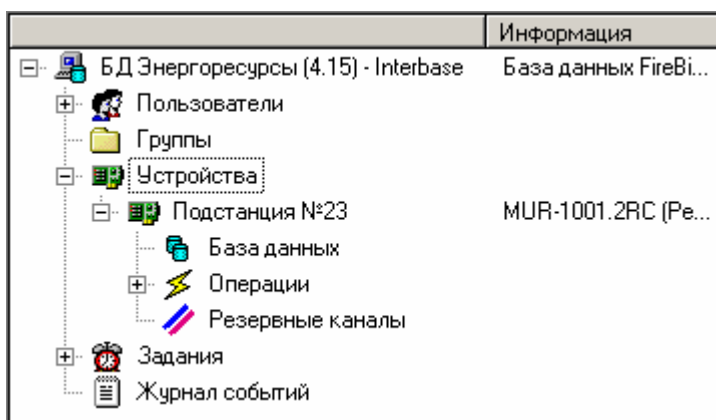 Информация
БД Энергоресурсы (4.15) - Interbase База данных FireBi...
Пользователи
Группы
Устройства
Подстанция №23 MUR-1001.2RC (Ре...
База данных
Операции
Резервные каналы
Задания
Журнал событий